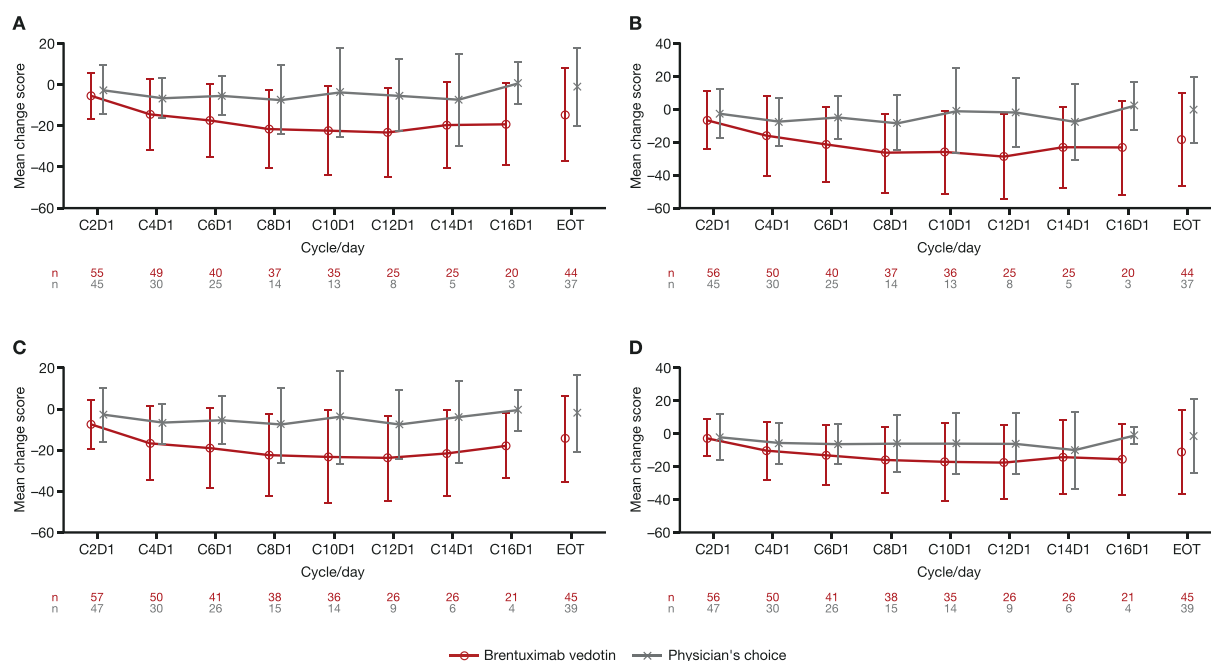 A
Mean change score
20
0
−20
−40
−60
C2D1 C4D1 C6D1 C8D1 C10D1 C12D1 C14D1 C16D1 EOT
Cycle/day
n 55 49 40 37 35 25 25 20 44
n 45 30 25 14 13 8 5 3 37
B
Mean change score
40
20
0
−20
−40
−60
C2D1 C4D1 C6D1 C8D1 C10D1 C12D1 C14D1 C16D1 EOT
Cycle/day
n 56 50 40 37 36 25 25 20 44
n 45 30 25 14 13 8 5 3 37
C
Mean change score
20
0
−20
−40
−60
C2D1 C4D1 C6D1 C8D1 C10D1 C12D1 C14D1 C16D1 EOT
Cycle/day
n 57 50 41 38 36 26 26 21 45
n 47 30 26 15 14 9 6 4 39
D
Mean change score
40
20
0
−20
−40
−60
C2D1 C4D1 C6D1 C8D1 C10D1 C12D1 C14D1 C16D1 EOT
Cycle/day
n 56 50 41 38 35 26 26 21 45
n 47 30 26 15 14 9 6 4 39
Brentuximab vedotin Physician's choice